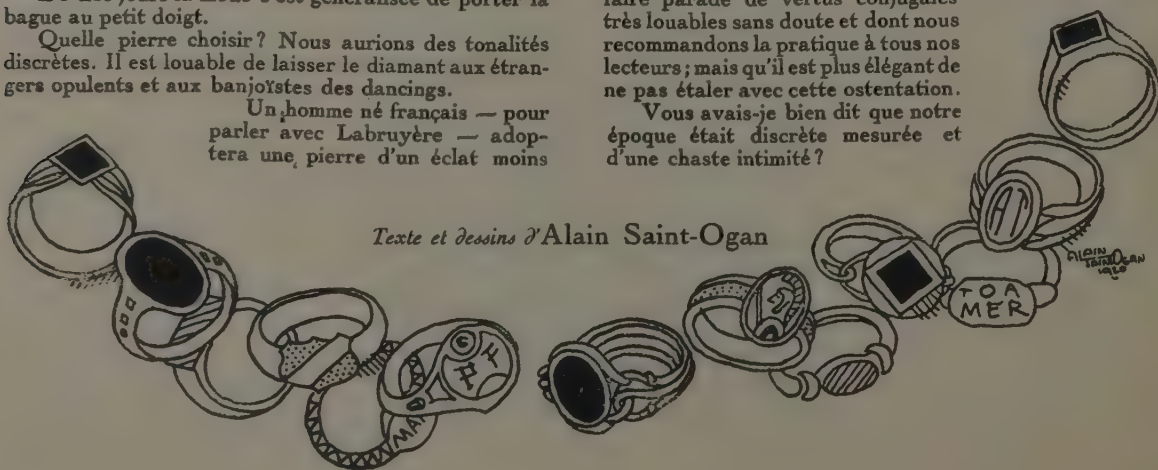 bague au petit doigt.
Quelle pierre choisir? Nous aurions des tonalités
discrètes. Il est louable de laisser le diamant aux étran-
gers opulents et aux banjoïstes des dancings.
Un homme né français — pour
parler avec Labruyère — adop-
tera une pierre d'un éclat moins
très louables sans doute et dont nous
recommandons la pratique à tous nos
lecteurs; mais qu'il est plus élégant de
ne pas étaler avec cette ostentation.
Vous avais-je bien dit que notre
époque était discrète mesurée et
d'une chaste intimité?
Texte et dessins d'Alain Saint-Ogan
ALAIN
SAINT-OGAN
TOA
MER